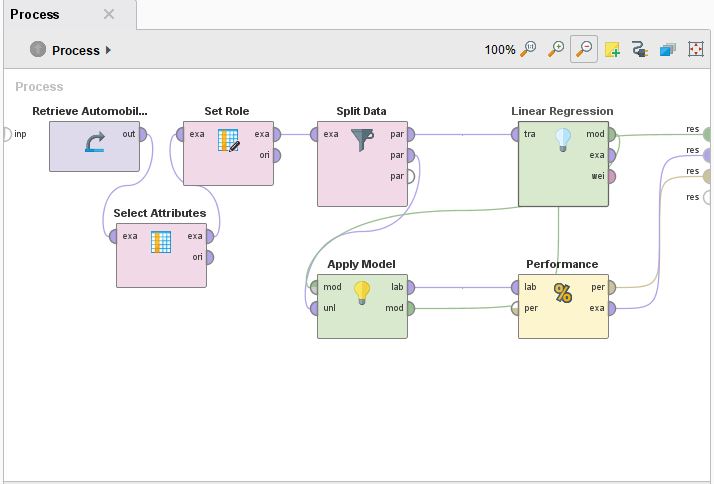 Process
Process
100%
Process
Retrieve Automobil...
Set Role
Split Data
Linear Regression
inp
out
exa
exa
ori
exa
par
par
par
tra
mod
exa
wei
res
res
res
res
Select Attributes
exa
exa
ori
Apply Model
Performance
mod
lab
unl
mod
lab
per
per
exa